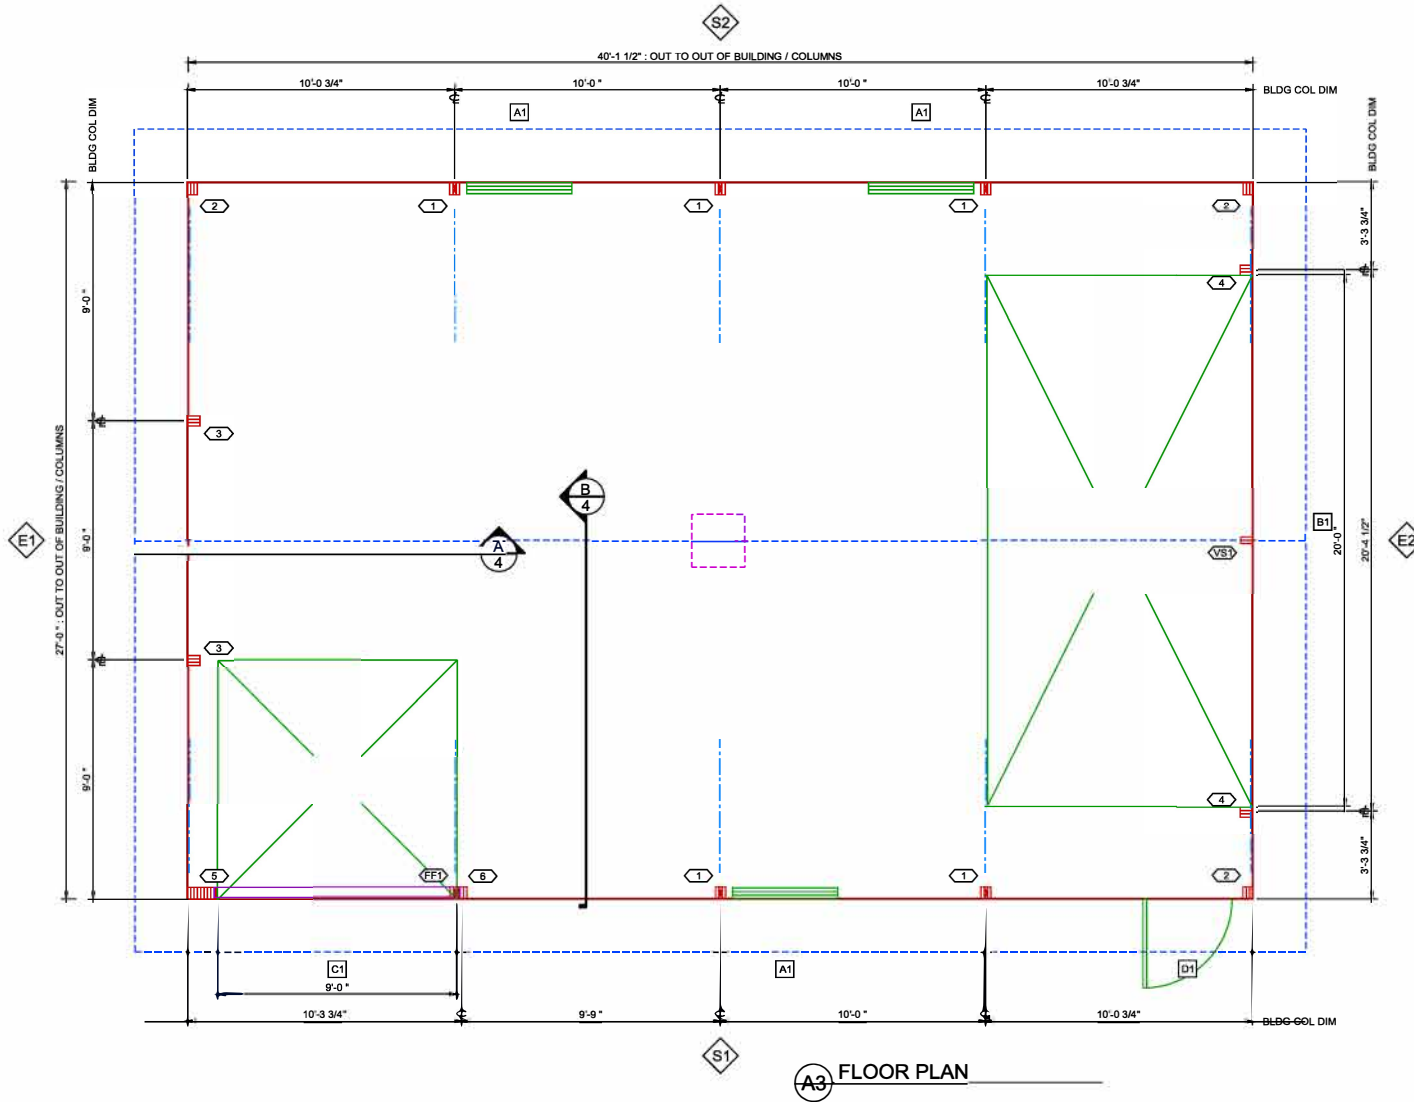 S2
40'-1 1/2" : OUT TO OUT OF BUILDING / COLUMNS
10'-0 3/4"
10'-0 "
10'-0 "
10'-0 3/4"
BLDG COL DIM
A1
A1
BLDG COL DIM
BLDG COL DIM
2
1
1
1
2
9'-0 "
3'-3 3/4"
4
3
27'-0 " : OUT TO OUT OF BUILDING / COLUMNS
B
4
A
4
E1
9'-0 "
VS1
B1
20'-0"
20'-4 1/2"
E2
3
9'-0 "
4
3'-3 3/4"
5
FF1
6
1
1
2
C1
9'-0 "
A1
D1
10'-3 3/4"
9'-9 "
10'-0 "
10'-0 3/4"
BLDG COL DIM
S1
A3 FLOOR PLAN